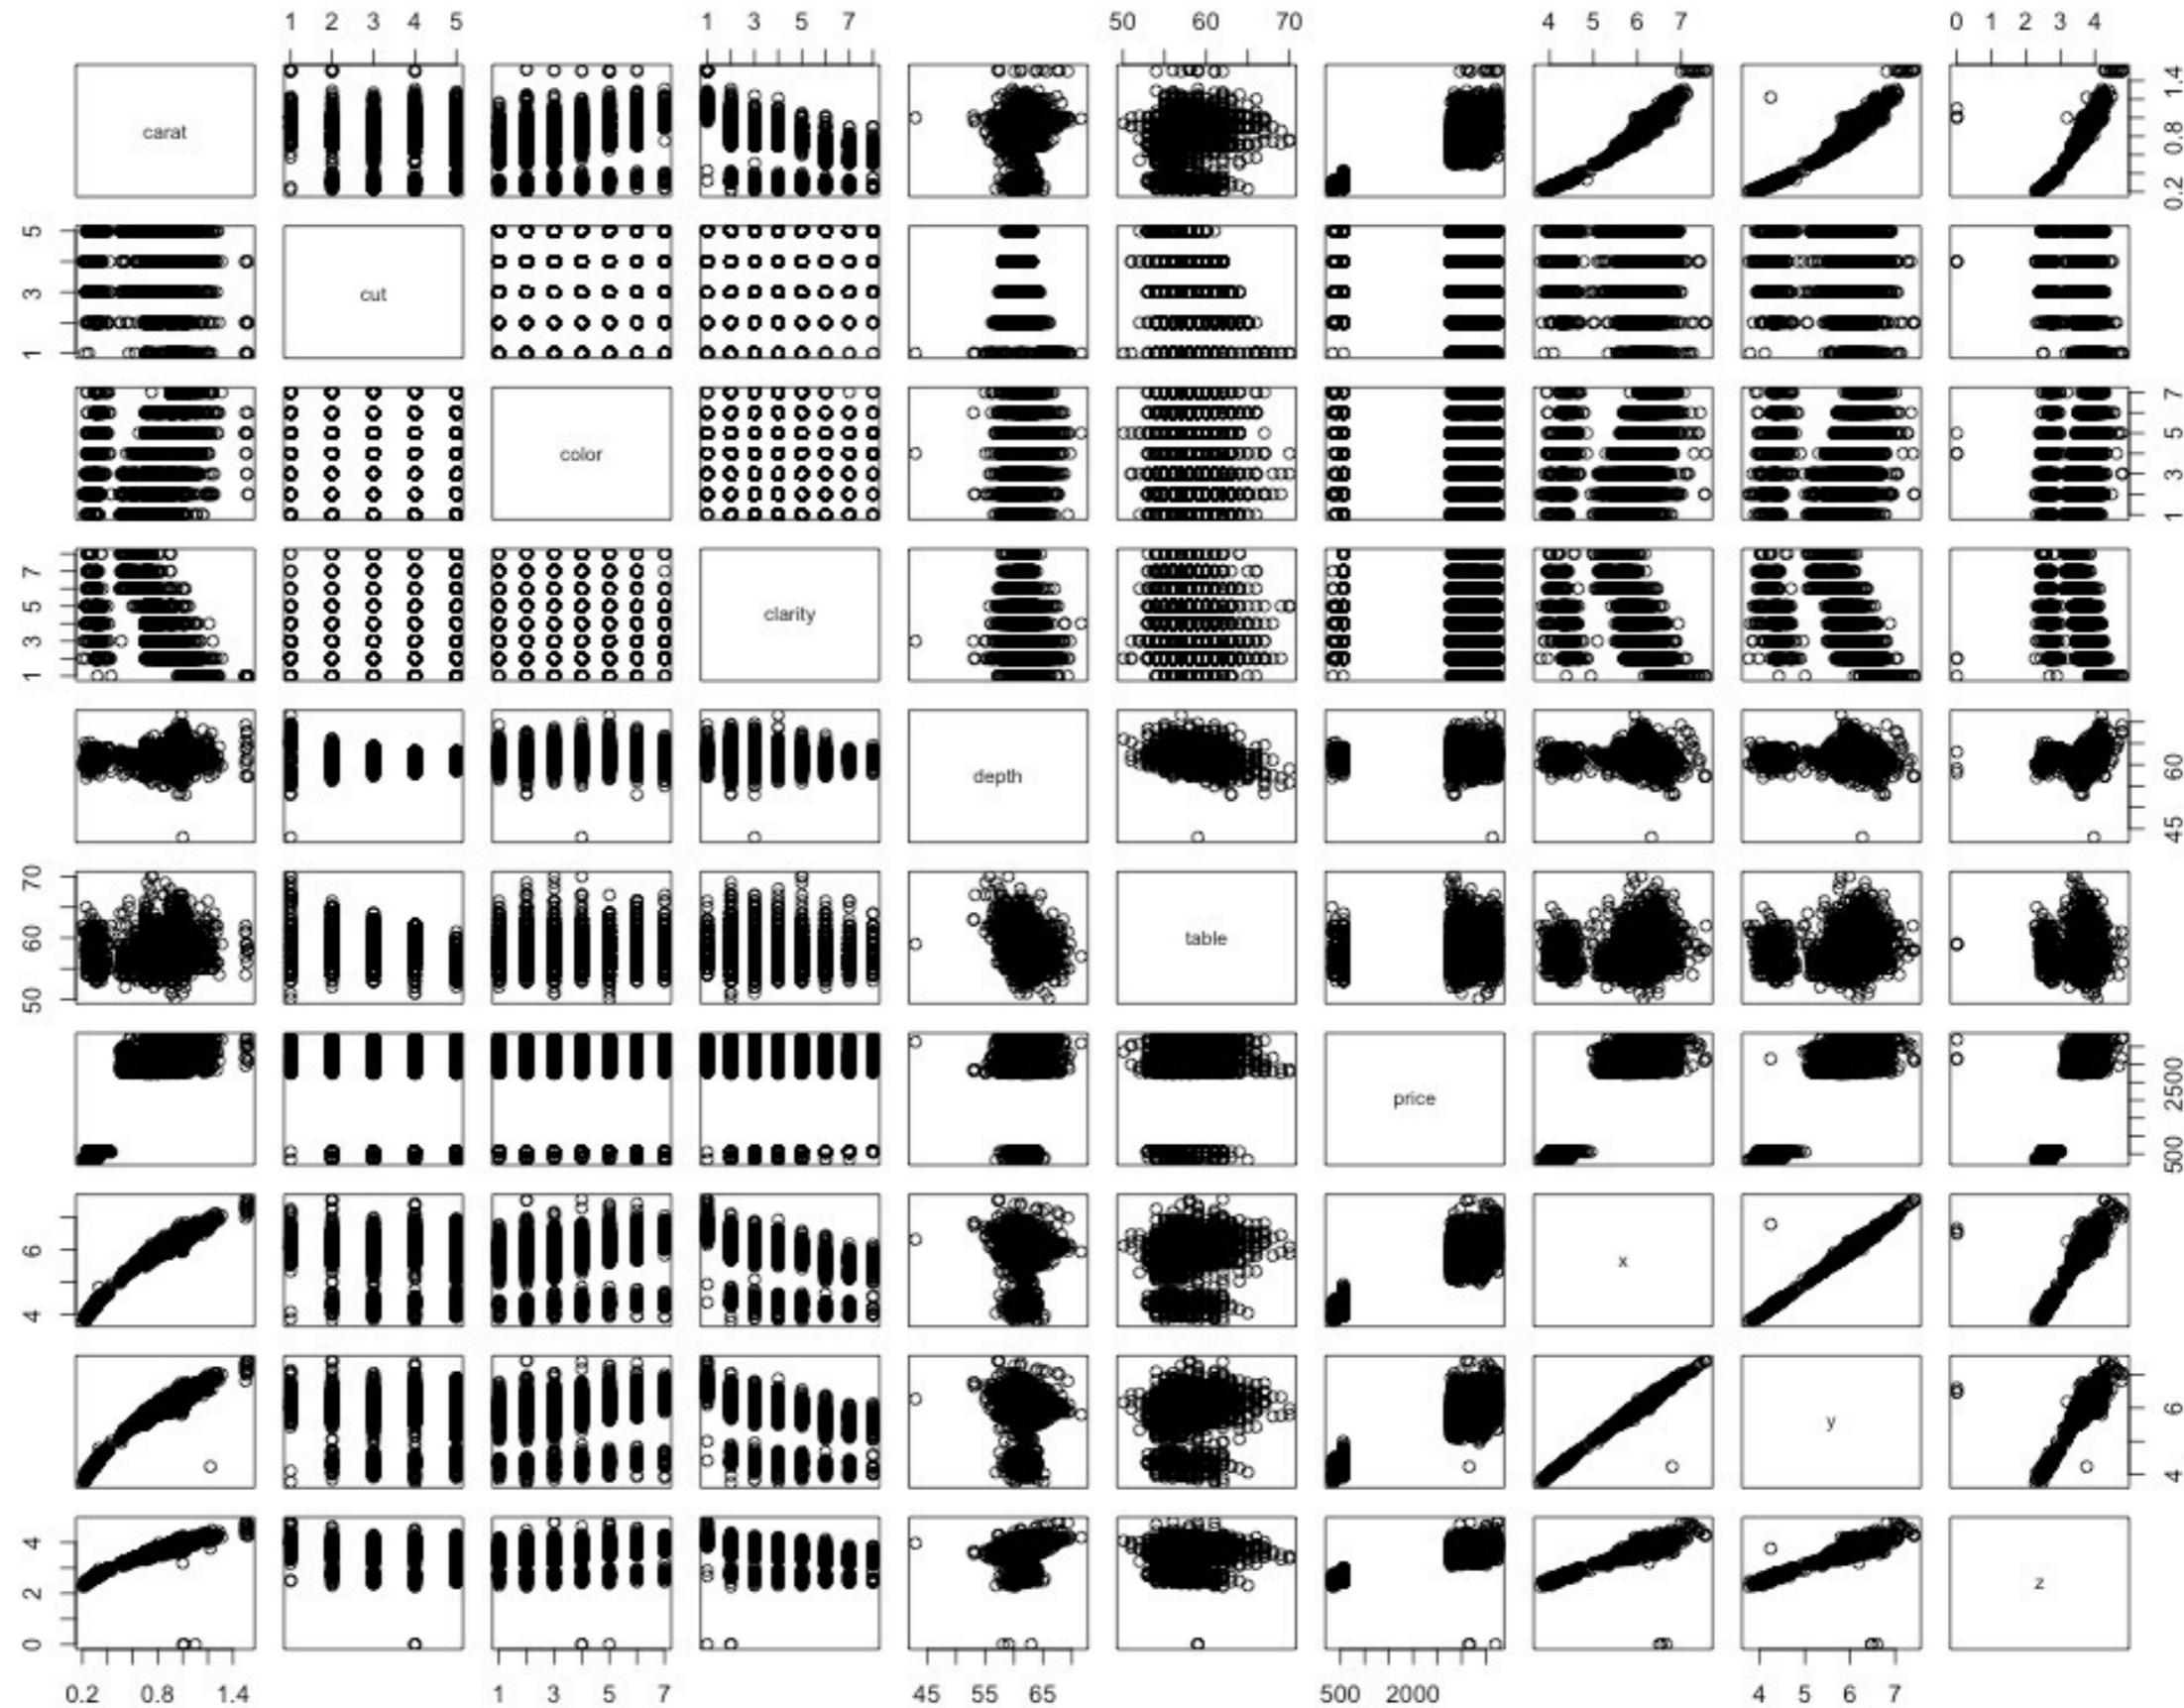 1 2 3 4 5 1 3 5 7 50 60 70 4 5 6 7 0 1 2 3 4
carat 0.2 0.8 1.4
5 3 1 cut
color 7 5 3 1
7 5 3 1 clarity
depth 60 45
70 60 50 table
price 2500 500
6 4 x
y 6 4
4 2 0 z
0.2 0.8 1.4 1 3 5 7 45 55 65 500 2000 4 5 6 7